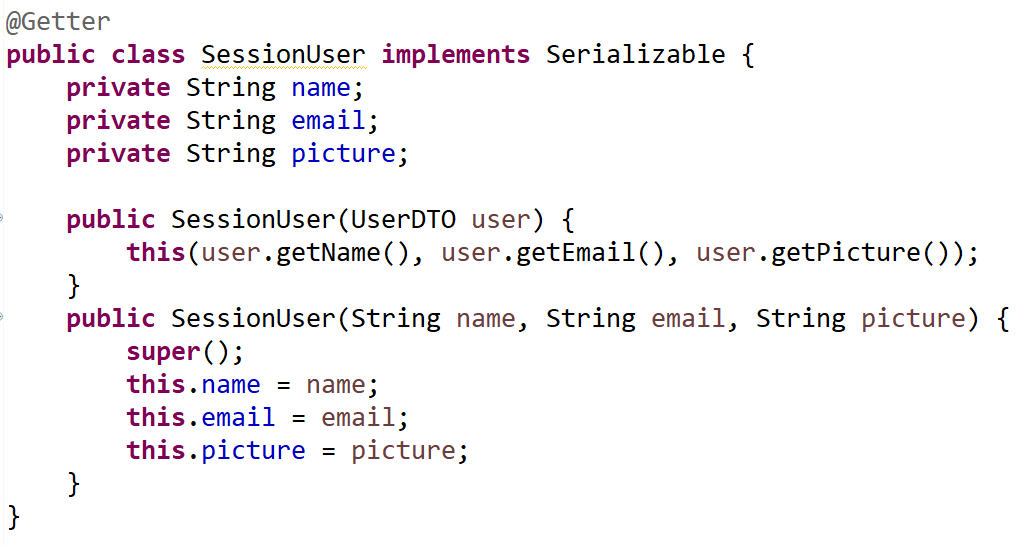 @Getter
public class SessionUser implements Serializable {
    private String name;
    private String email;
    private String picture;

    public SessionUser(UserDTO user) {
        this(user.getName(), user.getEmail(), user.getPicture());
    }
    public SessionUser(String name, String email, String picture) {
        super();
        this.name = name;
        this.email = email;
        this.picture = picture;
    }
}